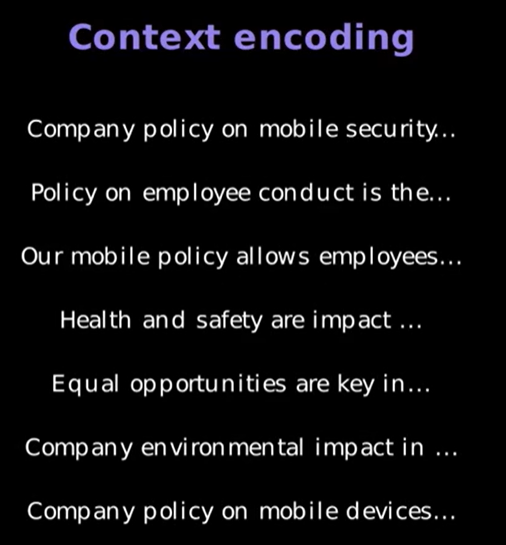 Context encoding
Company policy on mobile security...
Policy on employee conduct is the...
Our mobile policy allows employees...
Health and safety are impact ...
Equal opportunities are key in...
Company environmental impact in ...
Company policy on mobile devices...